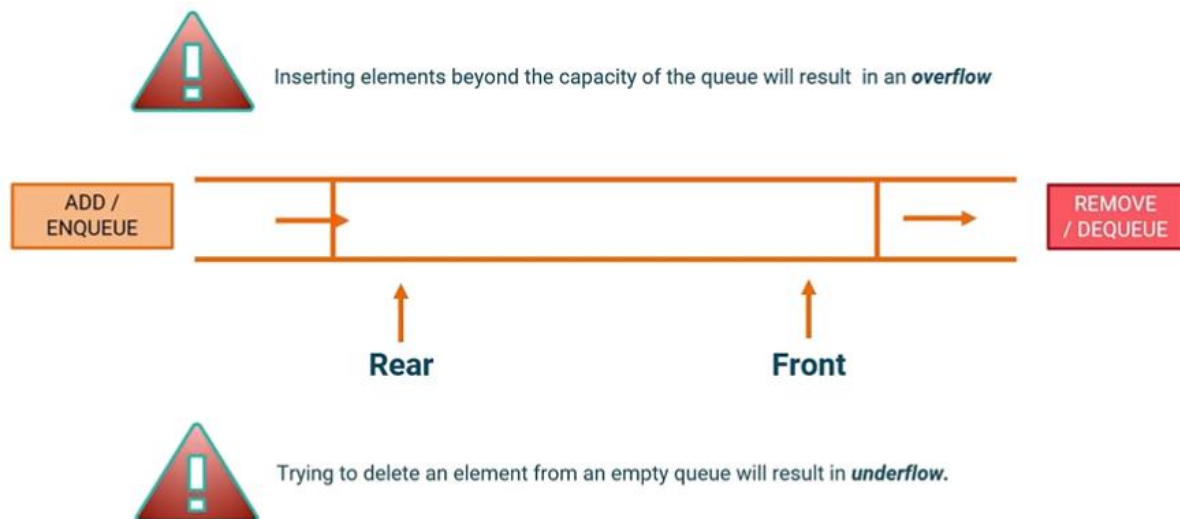 Inserting elements beyond the capacity of the queue will result in an overflow
ADD /
ENQUEUE
REMOVE
/ DEQUEUE
Rear
Front
Trying to delete an element from an empty queue will result in underflow.